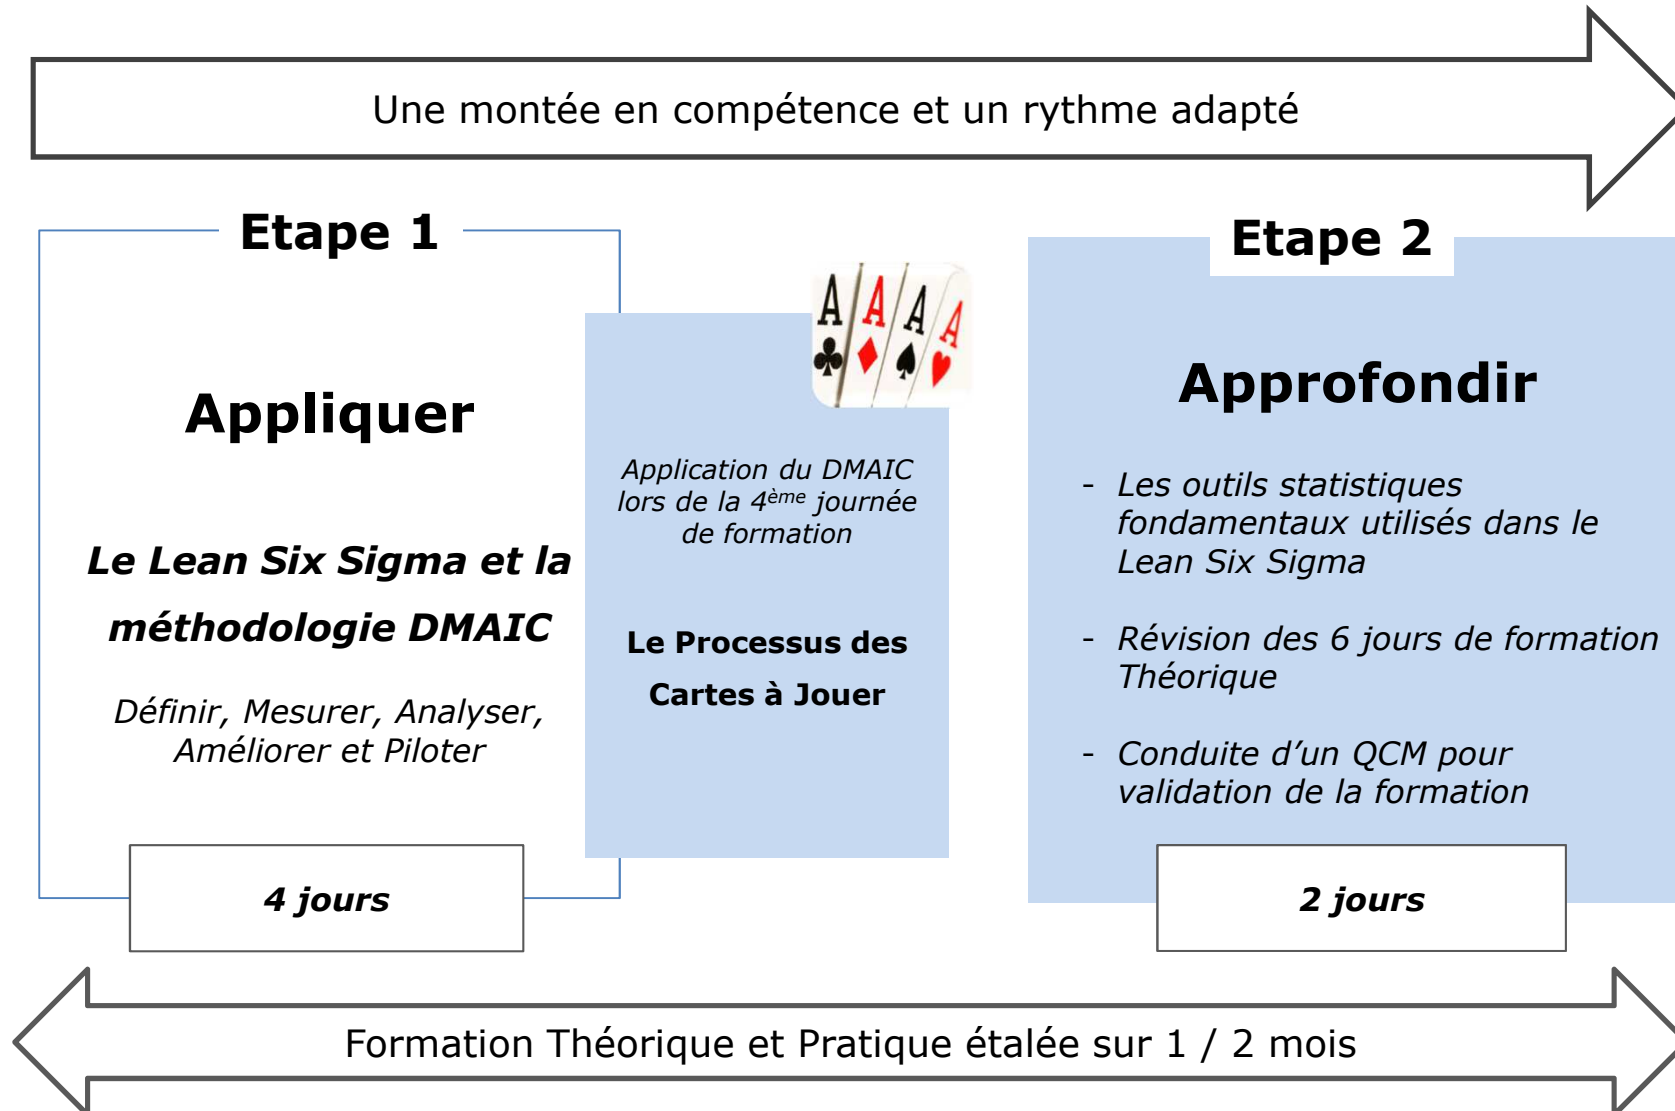 Une montée en compétence et un rythme adapté
Etape 1
Appliquer
Le Lean Six Sigma et la
méthodologie DMAIC
Définir, Mesurer, Analyser,
Améliorer et Piloter
4 jours
A A A A
Application du DMAIC
lors de la 4ème journée
de formation
Le Processus des
Cartes à Jouer
Etape 2
Approfondir
- Les outils statistiques
fondamentaux utilisés dans le
Lean Six Sigma
- Révision des 6 jours de formation
Théorique
- Conduite d’un QCM pour
validation de la formation
2 jours
Formation Théorique et Pratique étalée sur 1 / 2 mois